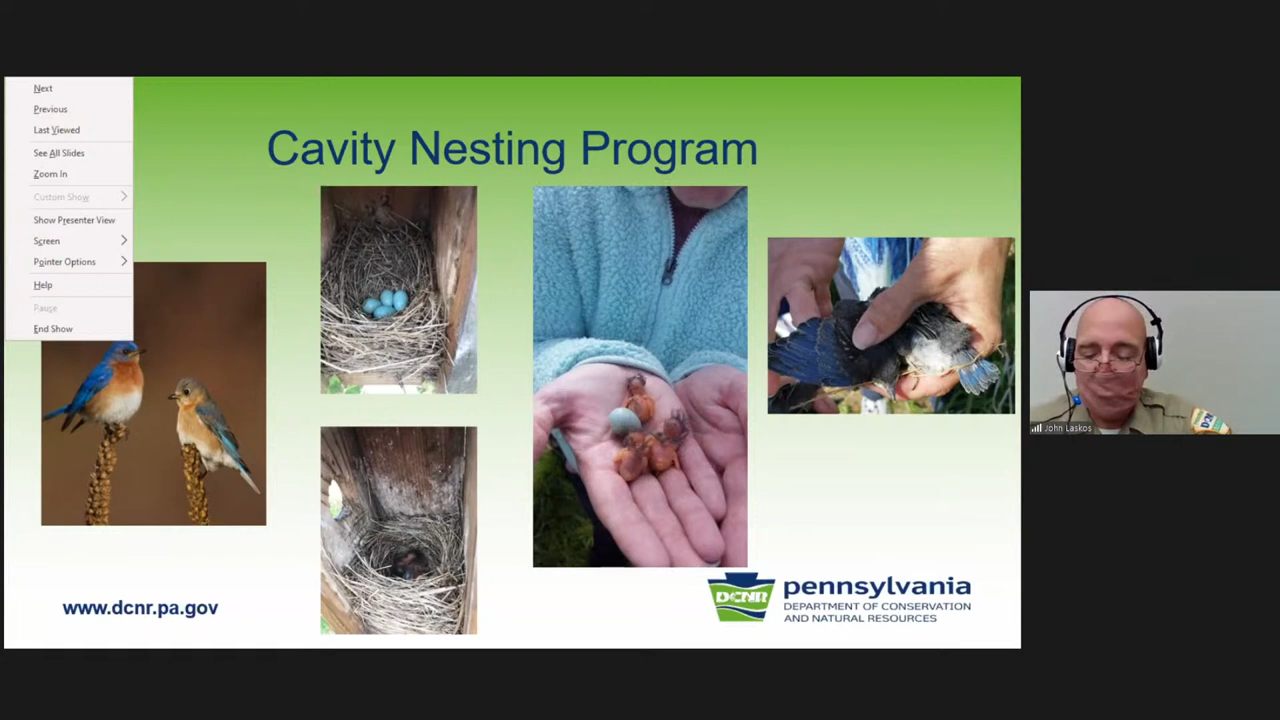 Next
Previous
Last Viewed
See All Slides
Zoom In
Custom Show
Show Presenter View
Screen
Pointer Options
Help
Pause
End Show
Cavity Nesting Program
www.dcnr.pa.gov
DCNR
pennsylvania
DEPARTMENT OF CONSERVATION
AND NATURAL RESOURCES
John Laskos
DCNR